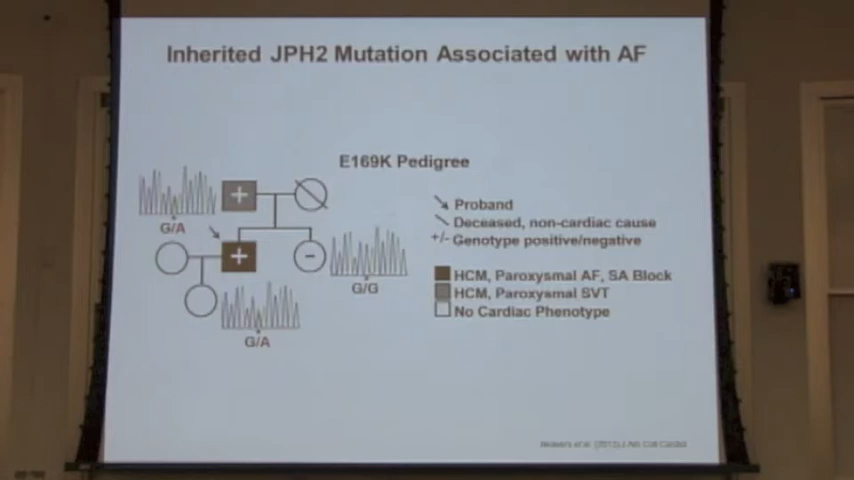 Inherited JPH2 Mutation Associated with AF
E169K Pedigree
G/A
+
+
-
G/G
G/A
Proband
Deceased, non-cardiac cause
+/- Genotype positive/negative
HCM, Paroxysmal AF, SA Block
HCM, Paroxysmal SVT
No Cardiac Phenotype